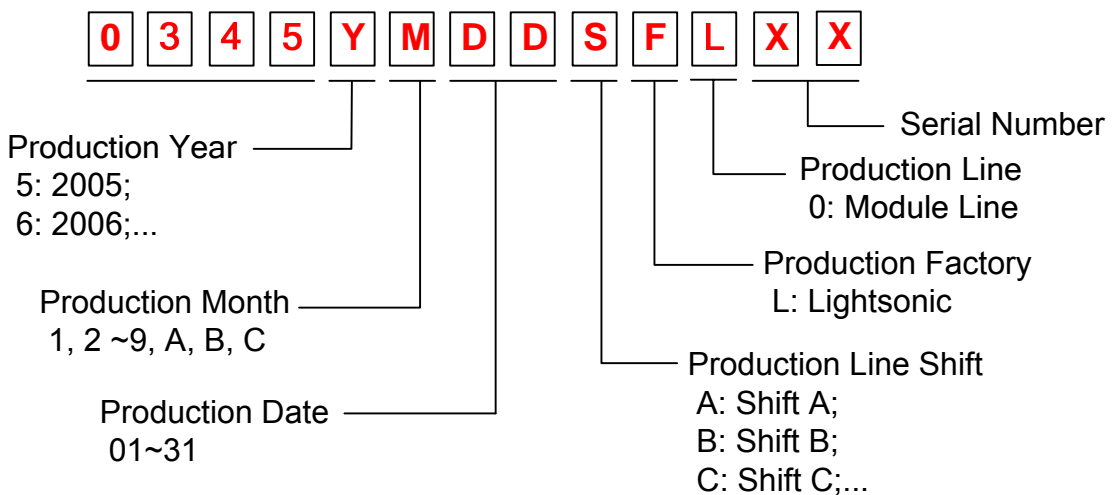 0 3 4 5 Y M D D S F L X X
Serial Number
Production Year
5: 2005;
6: 2006;...
Production Line
0: Module Line
Production Factory
L: Lightsonic
Production Month
1, 2 ~9, A, B, C
Production Line Shift
A: Shift A;
B: Shift B;
C: Shift C;...
Production Date
01~31